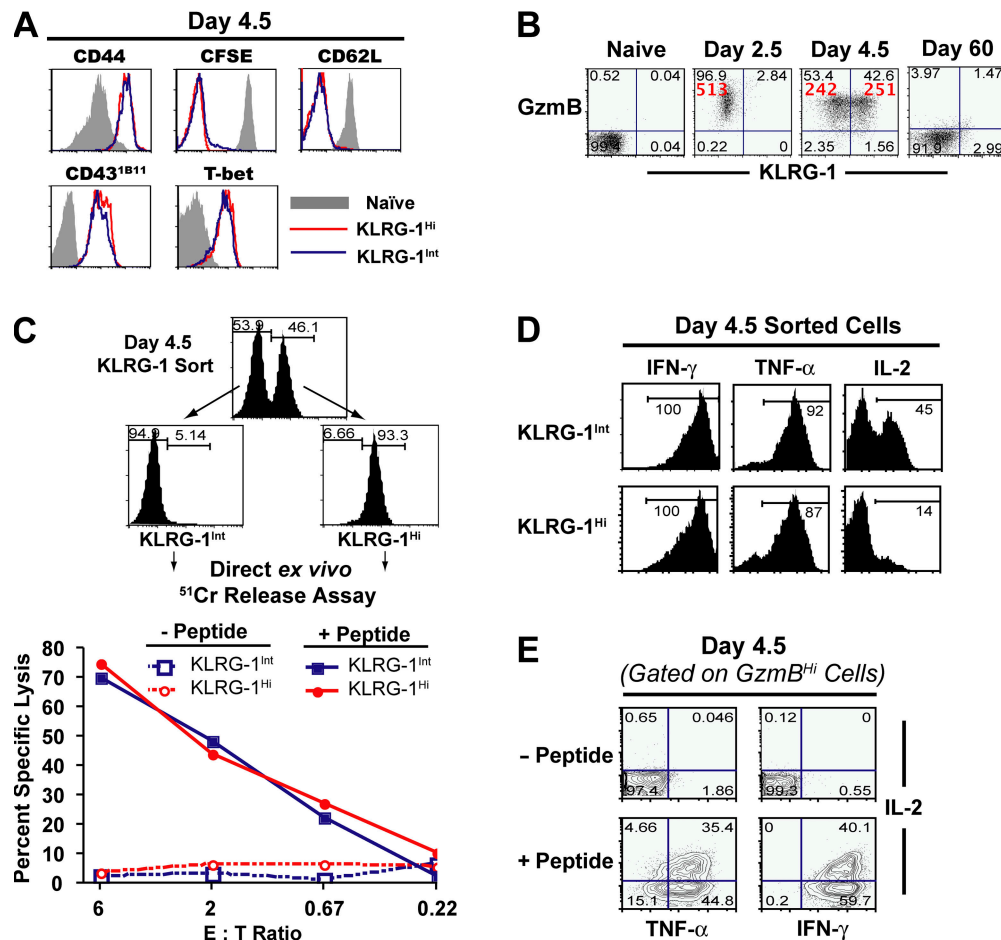 A
Day 4.5
CD44 CFSE CD62L
CD43^1B11 T-bet
Naïve
KLRG-1^Hi
KLRG-1^Int
B
Naive Day 2.5 Day 4.5 Day 60
0.52 0.04 96.9 2.84 53.4 42.6 3.97 1.47
513 242 251
GzmB
99.4 0.04 0.22 0 2.35 1.56 91.9 2.99
KLRG-1
C
Day 4.5
KLRG-1 Sort
53.9 46.1
94.9 5.14 6.66 93.3
KLRG-1^Int KLRG-1^Hi
Direct ex vivo
^51Cr Release Assay
- Peptide + Peptide
KLRG-1^Int KLRG-1^Int
KLRG-1^Hi KLRG-1^Hi
Percent Specific Lysis
80
70
60
50
40
30
20
10
0
6 2 0.67 0.22
E : T Ratio
D
Day 4.5 Sorted Cells
IFN-γ TNF-α IL-2
KLRG-1^Int
100 92 45
KLRG-1^Hi
100 87 14
E
Day 4.5
(Gated on GzmB^Hi Cells)
– Peptide
0.65 0.046 0.12 0
97.4 1.86 99.3 0.55
IL-2
+ Peptide
4.66 35.4 0 40.1
15.1 44.8 0.2 59.7
TNF-α IFN-γ